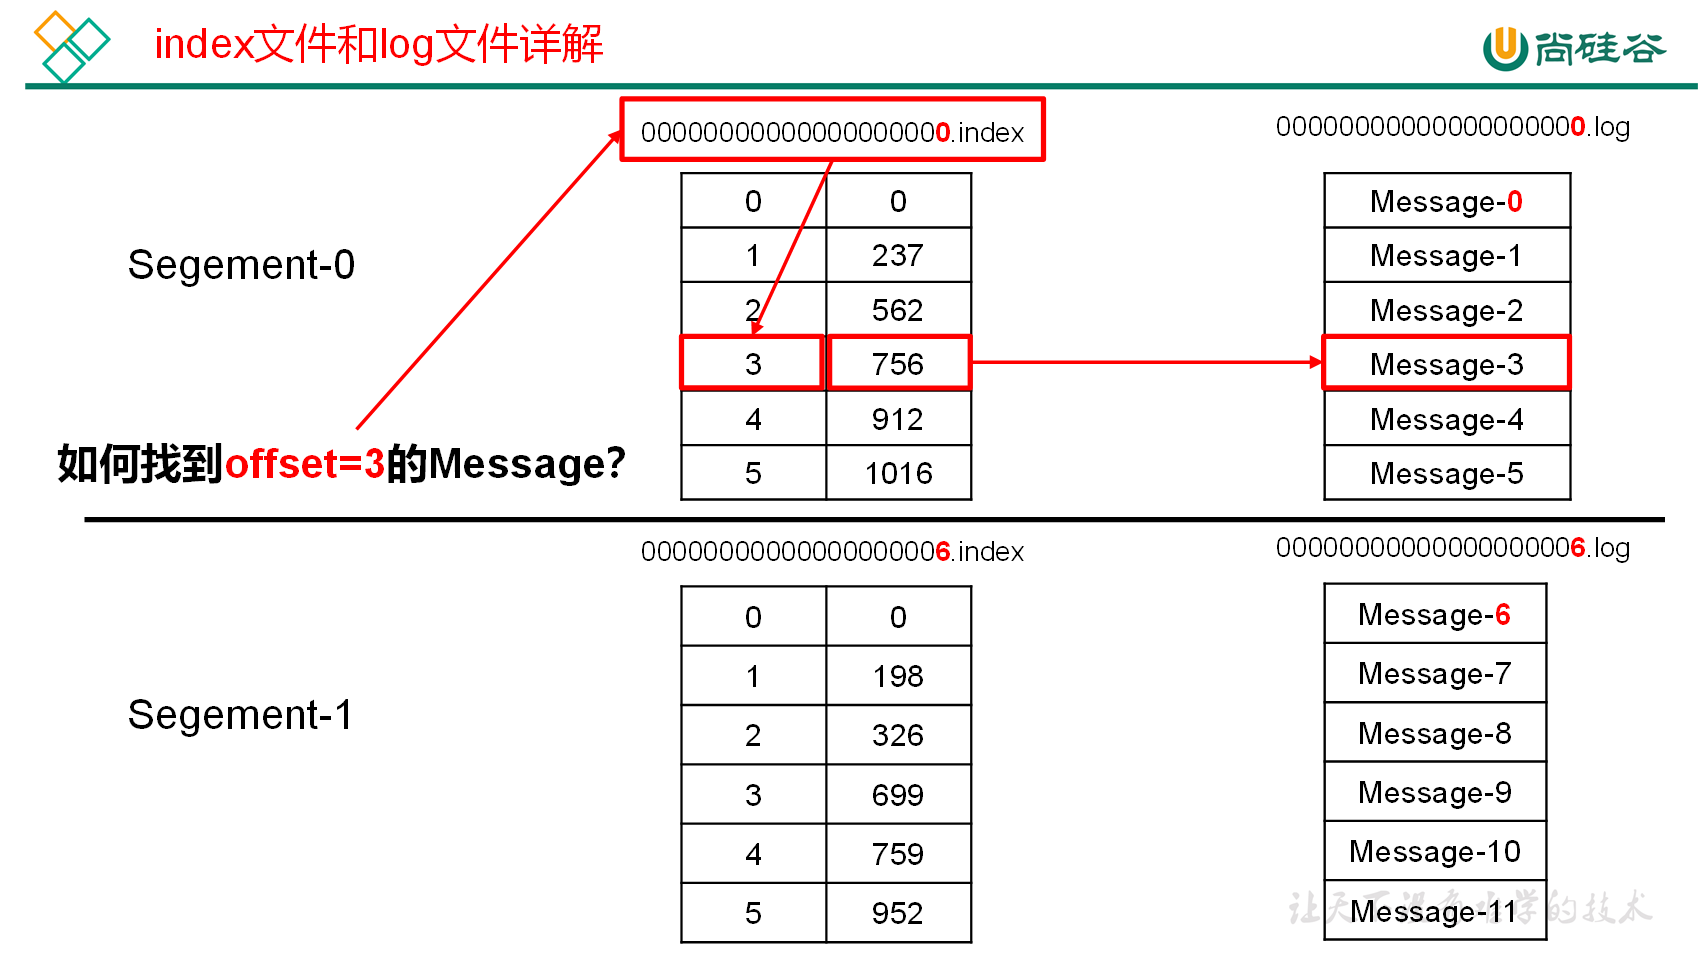 index文件和log文件详解
尚硅谷
00000000000000000000.index
00000000000000000000.log
Segement-0
0 0
1 237
2 562
3 756
4 912
5 1016
Message-0
Message-1
Message-2
Message-3
Message-4
Message-5
如何找到offset=3的Message?
00000000000000000006.index
00000000000000000006.log
Segement-1
0 0
1 198
2 326
3 699
4 759
5 952
Message-6
Message-7
Message-8
Message-9
Message-10
Message-11
让天下没有难学的技术